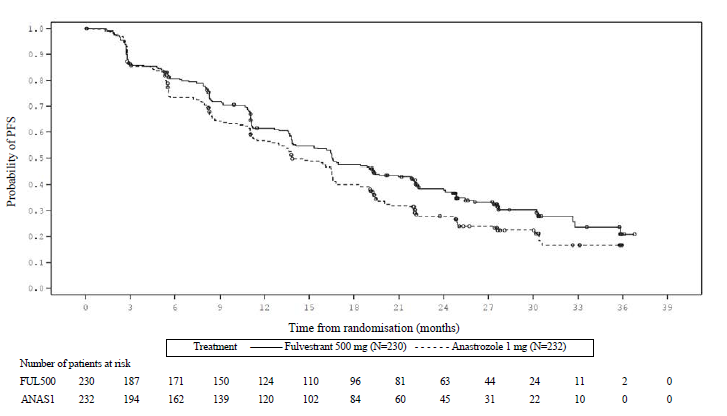 1.0
0.9
0.8
0.7
0.6
0.5
0.4
0.3
0.2
0.1
0.0
Probability of PFS
0 3 6 9 12 15 18 21 24 27 30 33 36 39
Time from randomisation (months)
Treatment Fulvestrant 500 mg (N=230) Anastrozole 1 mg (N=232)
Number of patients at risk
FUL500 230 187 171 150 124 110 96 81 63 44 24 11 2 0
ANAS1 232 194 162 139 120 102 84 60 45 31 22 10 0 0